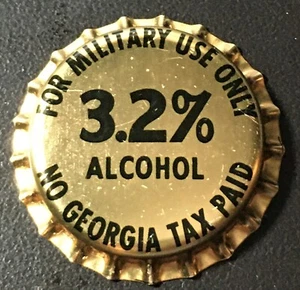 FOR MILITARY USE ONLY
3.2%
ALCOHOL
NO GEORGIA TAX PAID